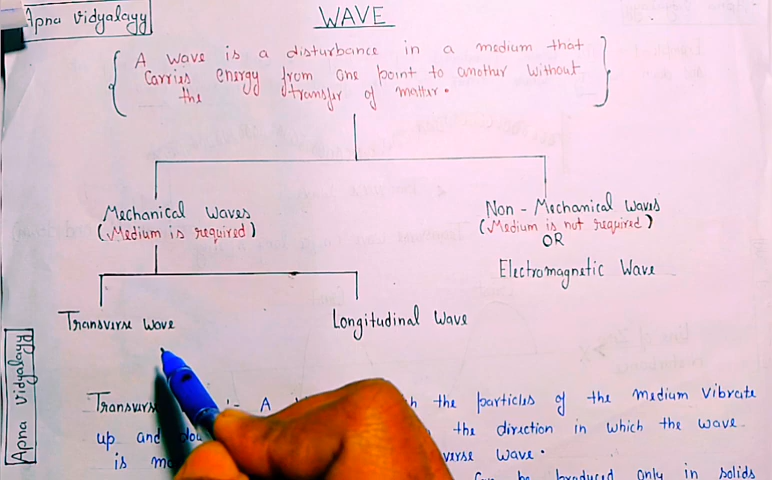 Apna Vidyalayy
WAVE
A wave is a disturbance in a medium that
Carries energy from one point to another without
the transfer of matter.
Mechanical Waves
(Medium is required)
Non-Mechanical Waves
(Medium is not required)
OR
Electromagnetic Wave
Transverse Wave
Longitudinal Wave
Apna Vidyalayy
:- A the particles of the medium Vibrate
up and the direction in which the wave
is wave.
Can be produced only in solids